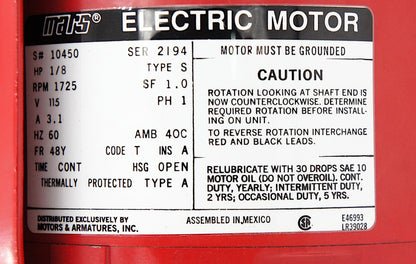 mars® ELECTRIC MOTOR
S# 10450 SER 2194
HP 1/8 TYPE S
RPM 1725 SF 1.0
V 115 PH 1
A 3.1
HZ 60 AMB 40C
FR 48Y CODE T INS A
TIME CONT HSG OPEN
THERMALLY PROTECTED TYPE A
DISTRIBUTED EXCLUSIVELY BY
MOTORS & ARMATURES, INC.
MOTOR MUST BE GROUNDED
CAUTION
ROTATION LOOKING AT SHAFT END IS
NOW COUNTERCLOCKWISE. DETERMINE
REQUIRED ROTATION BEFORE INSTALL-
ING ON UNIT.
TO REVERSE ROTATION INTERCHANGE
RED AND BLACK LEADS.
RELUBRICATE WITH 30 DROPS SAE 10
MOTOR OIL (DO NOT OVEROIL). CONT.
DUTY, YEARLY; INTERMITTENT DUTY,
2 YRS; OCCASIONAL DUTY, 5 YRS.
ASSEMBLED IN, MEXICO
E46993
LR39028